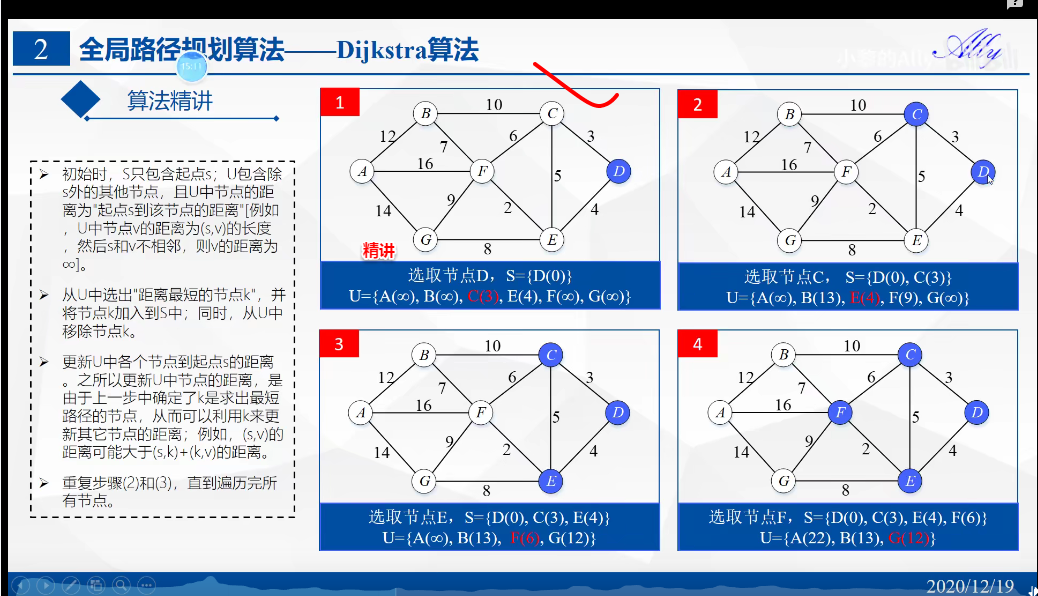 2 全局路径规划算法——Dijkstra算法
Ally
算法精讲
初始时，S只包含起点s；U包含除
s外的其他节点，且U中节点的距
离为"起点s到该节点的距离"[例如
，U中节点v的距离为(s,v)的长度
，然后s和v不相邻，则v的距离为
∞]。
从U中选出"距离最短的节点k"，并
将节点k加入到S中；同时，从U中
移除节点k。
更新U中各个节点到起点s的距离
。之所以更新U中节点的距离，是
由于上一步中确定了k是求出最短
路径的节点，从而可以利用k来更
新其它节点的距离；例如，(s,v)的
距离可能大于(s,k)+(k,v)的距离。
重复步骤(2)和(3)，直到遍历完所
有节点。
1
B 10 C
12 7 6 3
A 16 F 5 D
14 9 2 4
G 8 E
精讲
选取节点D，S={D(0)}
U={A(∞), B(∞), C(3), E(4), F(∞), G(∞)}
2
B 10 C
12 7 6 3
A 16 F 5 D
14 9 2 4
G 8 E
选取节点C， S={D(0), C(3)}
U={A(∞), B(13), E(4), F(9), G(∞)}
3
B 10 C
12 7 6 3
A 16 F 5 D
14 9 2 4
G 8 E
选取节点E，S={D(0), C(3), E(4)}
U={A(∞), B(13), F(6), G(12)}
4
B 10 C
12 7 6 3
A 16 F 5 D
14 9 2 4
G 8 E
选取节点F，S={D(0), C(3), E(4), F(6)}
U={A(22), B(13), G(12)}
2020/12/19